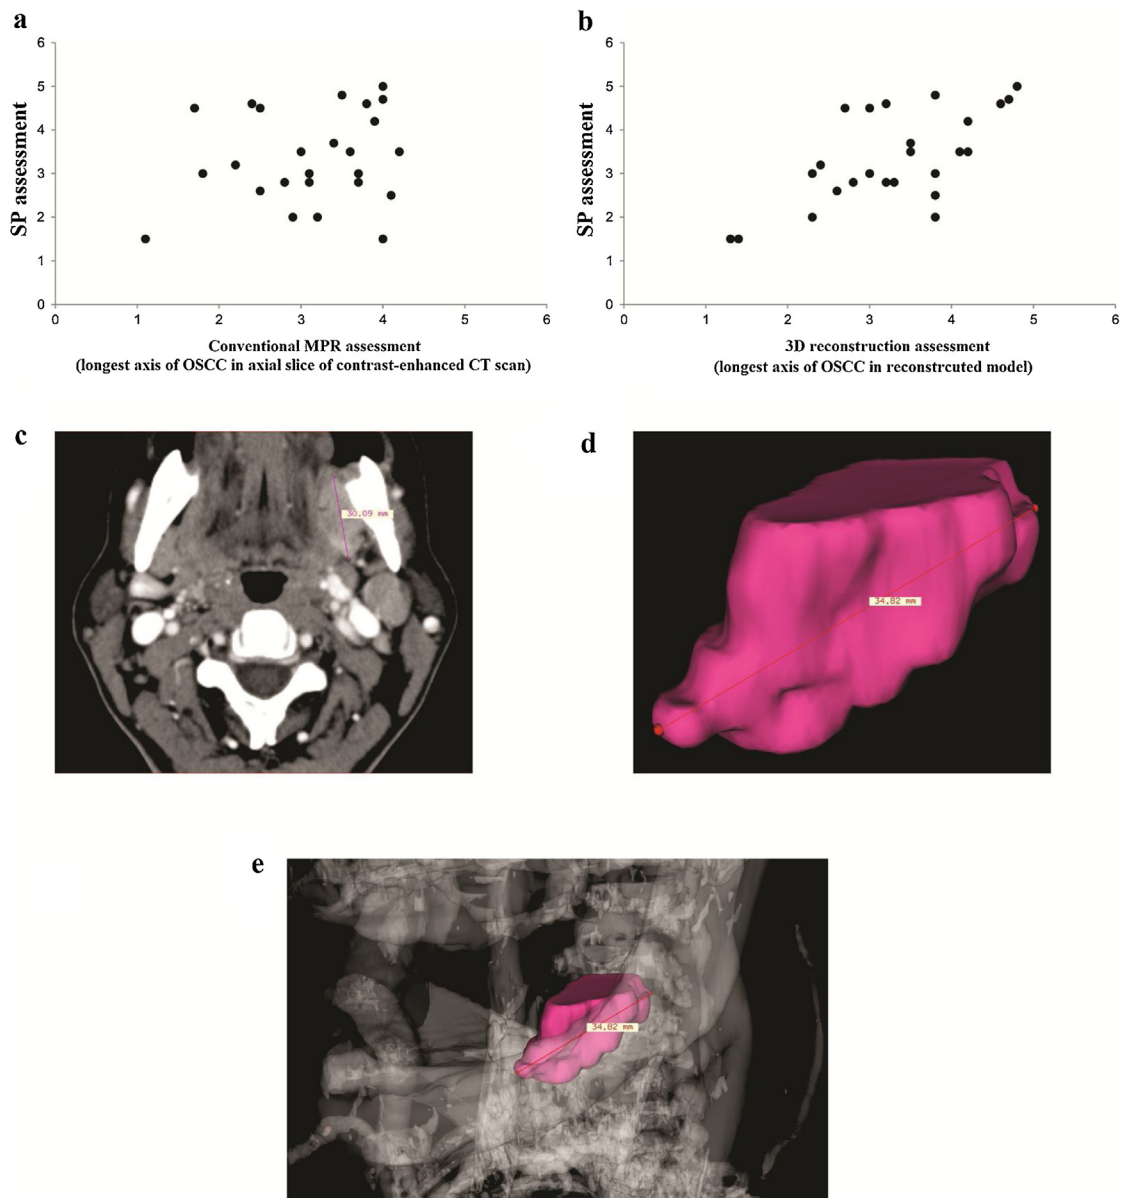 a
6
5
4
3
2
1
0
SP assessment
0 1 2 3 4 5 6
Conventional MPR assessment
(longest axis of OSCC in axial slice of contrast-enhanced CT scan)
b
6
5
4
3
2
1
0
SP assessment
0 1 2 3 4 5 6
3D reconstruction assessment
(longest axis of OSCC in reconstrcuted model)
c
30.09 mm
d
34.82 mm
e
34.82 mm